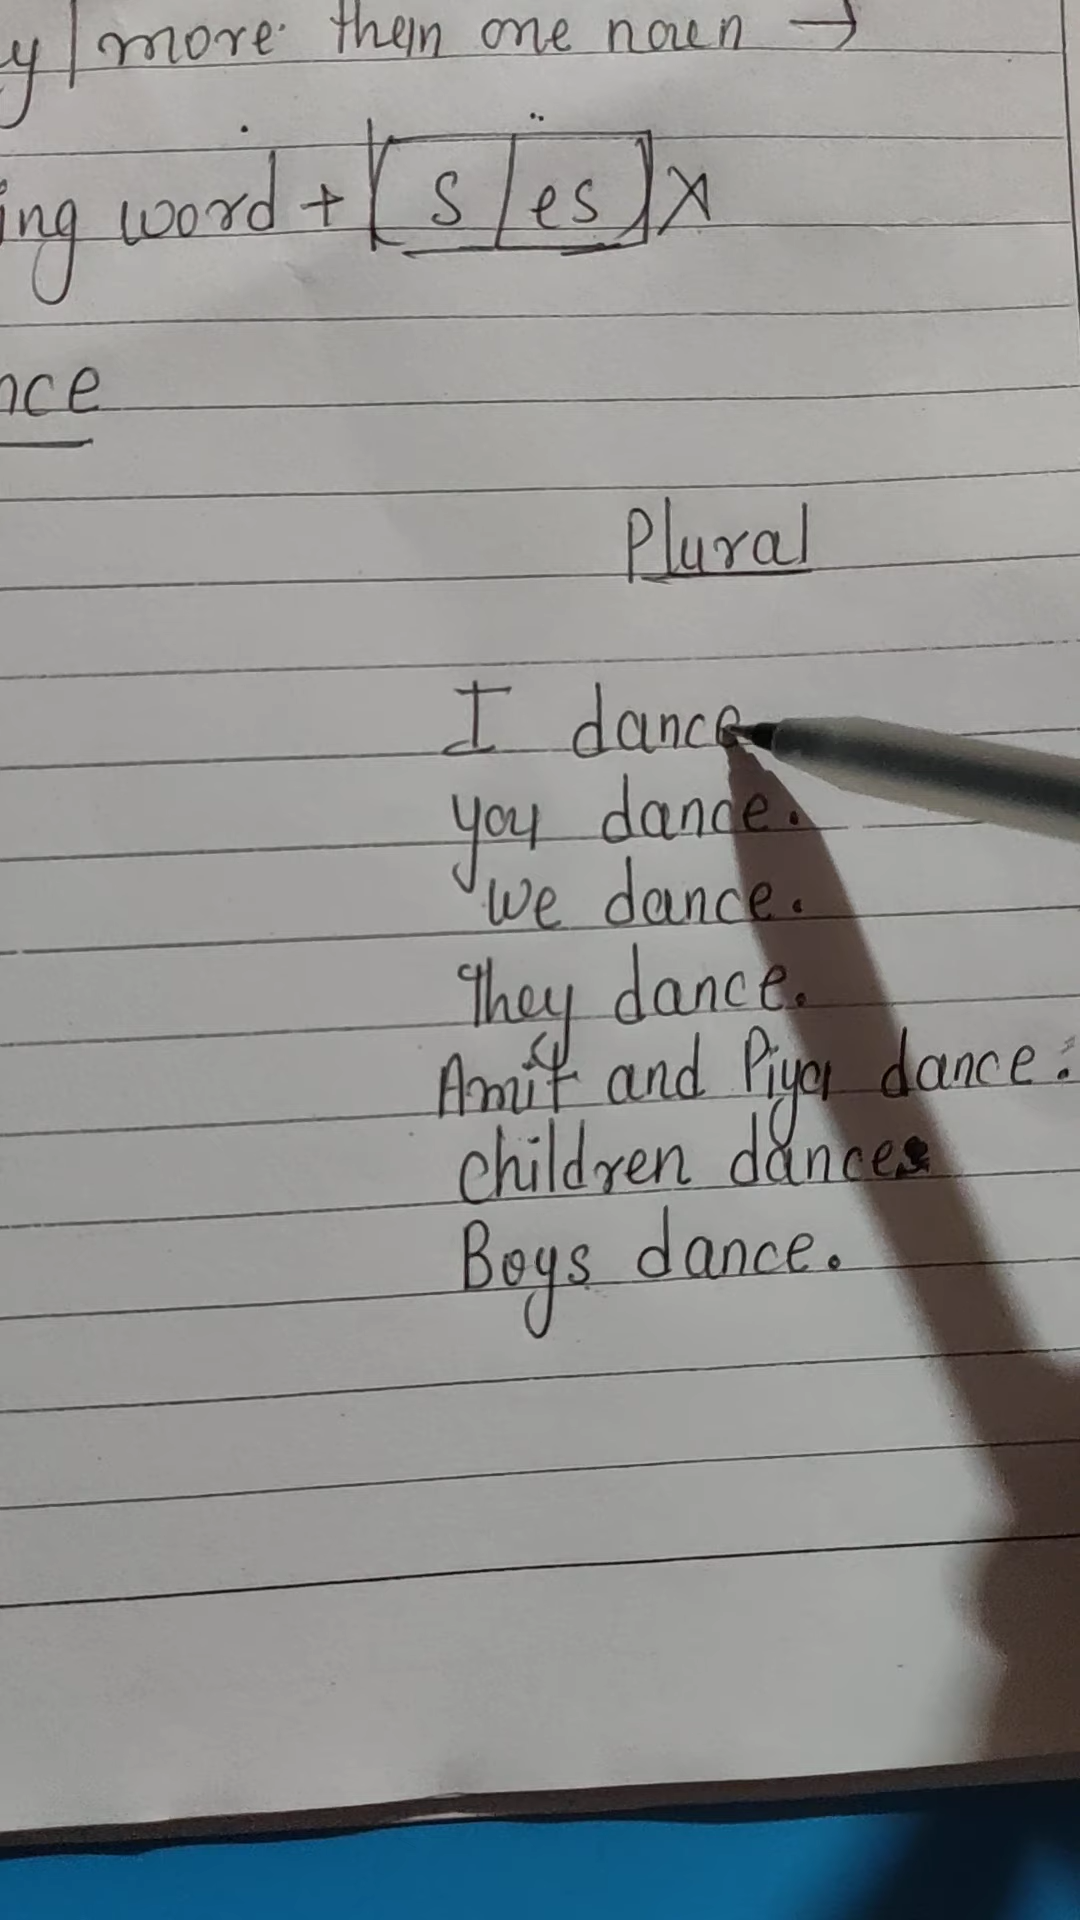 y / more than one noun →
ing word + [s/es] x
nce
Plural
I dance
you dance.
we dance.
They dance.
Amit and Piya dance.
children dance.
Boys dance.